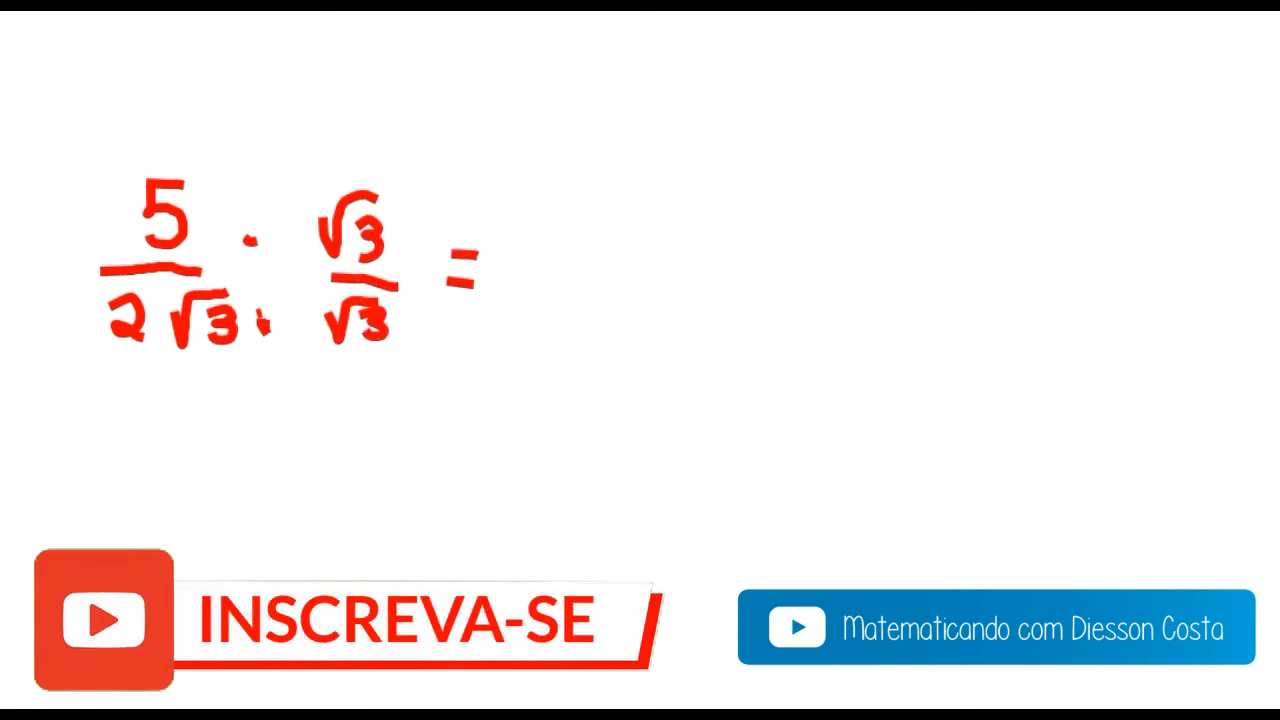 5 · √3 =
2 √3 · √3
INSCREVA-SE
Matematicando com Diesson Costa